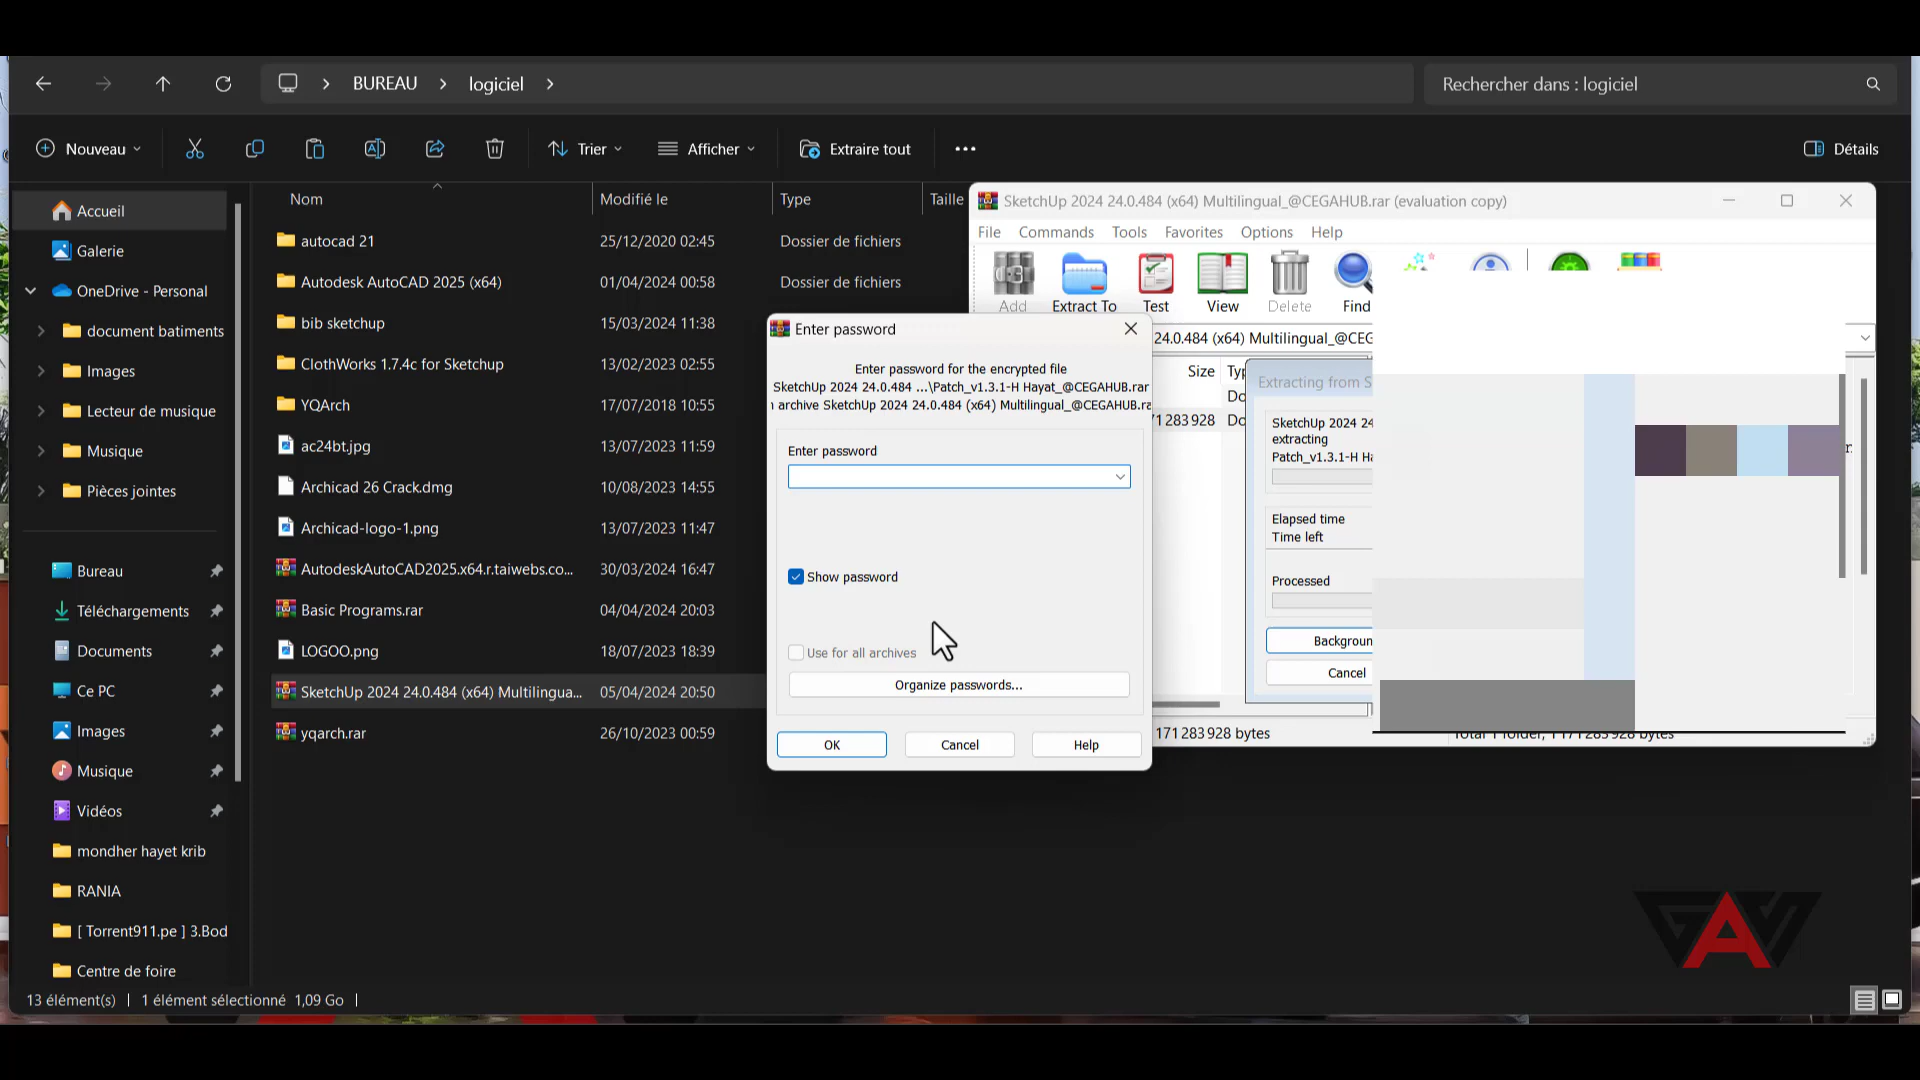 BUREAU
logiciel
Rechercher dans : logiciel
Nouveau
Trier
Afficher
Extraire tout
Détails
Accueil
Galerie
OneDrive - Personal
document batiments
Images
Lecteur de musique
Musique
Pièces jointes
Bureau
Téléchargements
Documents
Ce PC
Images
Musique
Vidéos
mondher hayet krib
RANIA
[ Torrent911.pe ] 3.Bod
Centre de foire
Nom Modifié le Type Taille
autocad 21 25/12/2020 02:45 Dossier de fichiers
Autodesk AutoCAD 2025 (x64) 01/04/2024 00:58 Dossier de fichiers
bib sketchup 15/03/2024 11:38
ClothWorks 1.7.4c for Sketchup 13/02/2023 02:55
YQArch 17/07/2018 10:55
ac24bt.jpg 13/07/2023 11:59
Archicad 26 Crack.dmg 10/08/2023 14:55
Archicad-logo-1.png 13/07/2023 11:47
AutodeskAutoCAD2025.x64.r.taiwebs.co... 30/03/2024 16:47
Basic Programs.rar 04/04/2024 20:03
LOGOO.png 18/07/2023 18:39
SketchUp 2024 24.0.484 (x64) Multilingua... 05/04/2024 20:50
yqarch.rar 26/10/2023 00:59
13 élément(s) 1 élément sélectionné 1,09 Go
SketchUp 2024 24.0.484 (x64) Multilingual_@CEGAHUB.rar (evaluation copy)
File Commands Tools Favorites Options Help
Add Extract To Test View Delete Find
24.0.484 (x64) Multilingual_@CEG
Size
71 283 928 Do
Extracting from S
SketchUp 2024 24
extracting
Patch_v1.3.1-H Ha
Elapsed time
Time left
Processed
Backgroun
Cancel
171 283 928 bytes
Total 1 folder, 1 171 283 928 bytes
Enter password
Enter password for the encrypted file
SketchUp 2024 24.0.484 ...\Patch_v1.3.1-H Hayat_@CEGAHUB.rar
archive SketchUp 2024 24.0.484 (x64) Multilingual_@CEGAHUB.ra
Enter password
Show password
Use for all archives
Organize passwords...
OK Cancel Help